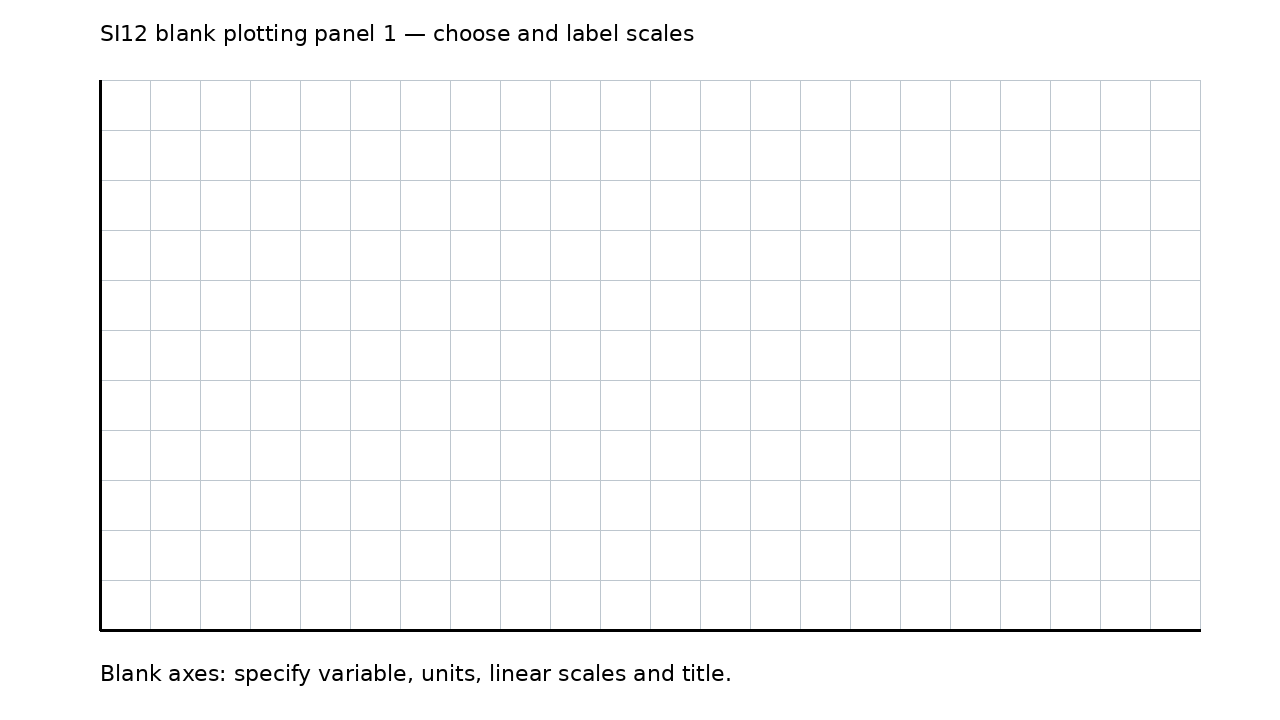 SI12 blank plotting panel 1 — choose and label scales
Blank axes: specify variable, units, linear scales and title.